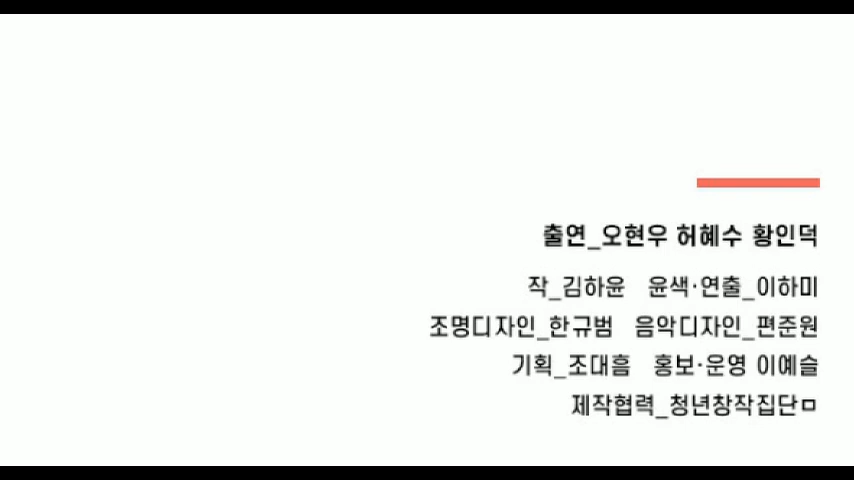 출연_오현우 허혜수 황인덕
작_김하윤 윤색·연출_이하미
조명디자인_한규범 음악디자인_편준원
기획_조대흠 홍보·운영 이예슬
제작협력_청년창작집단ㅁ